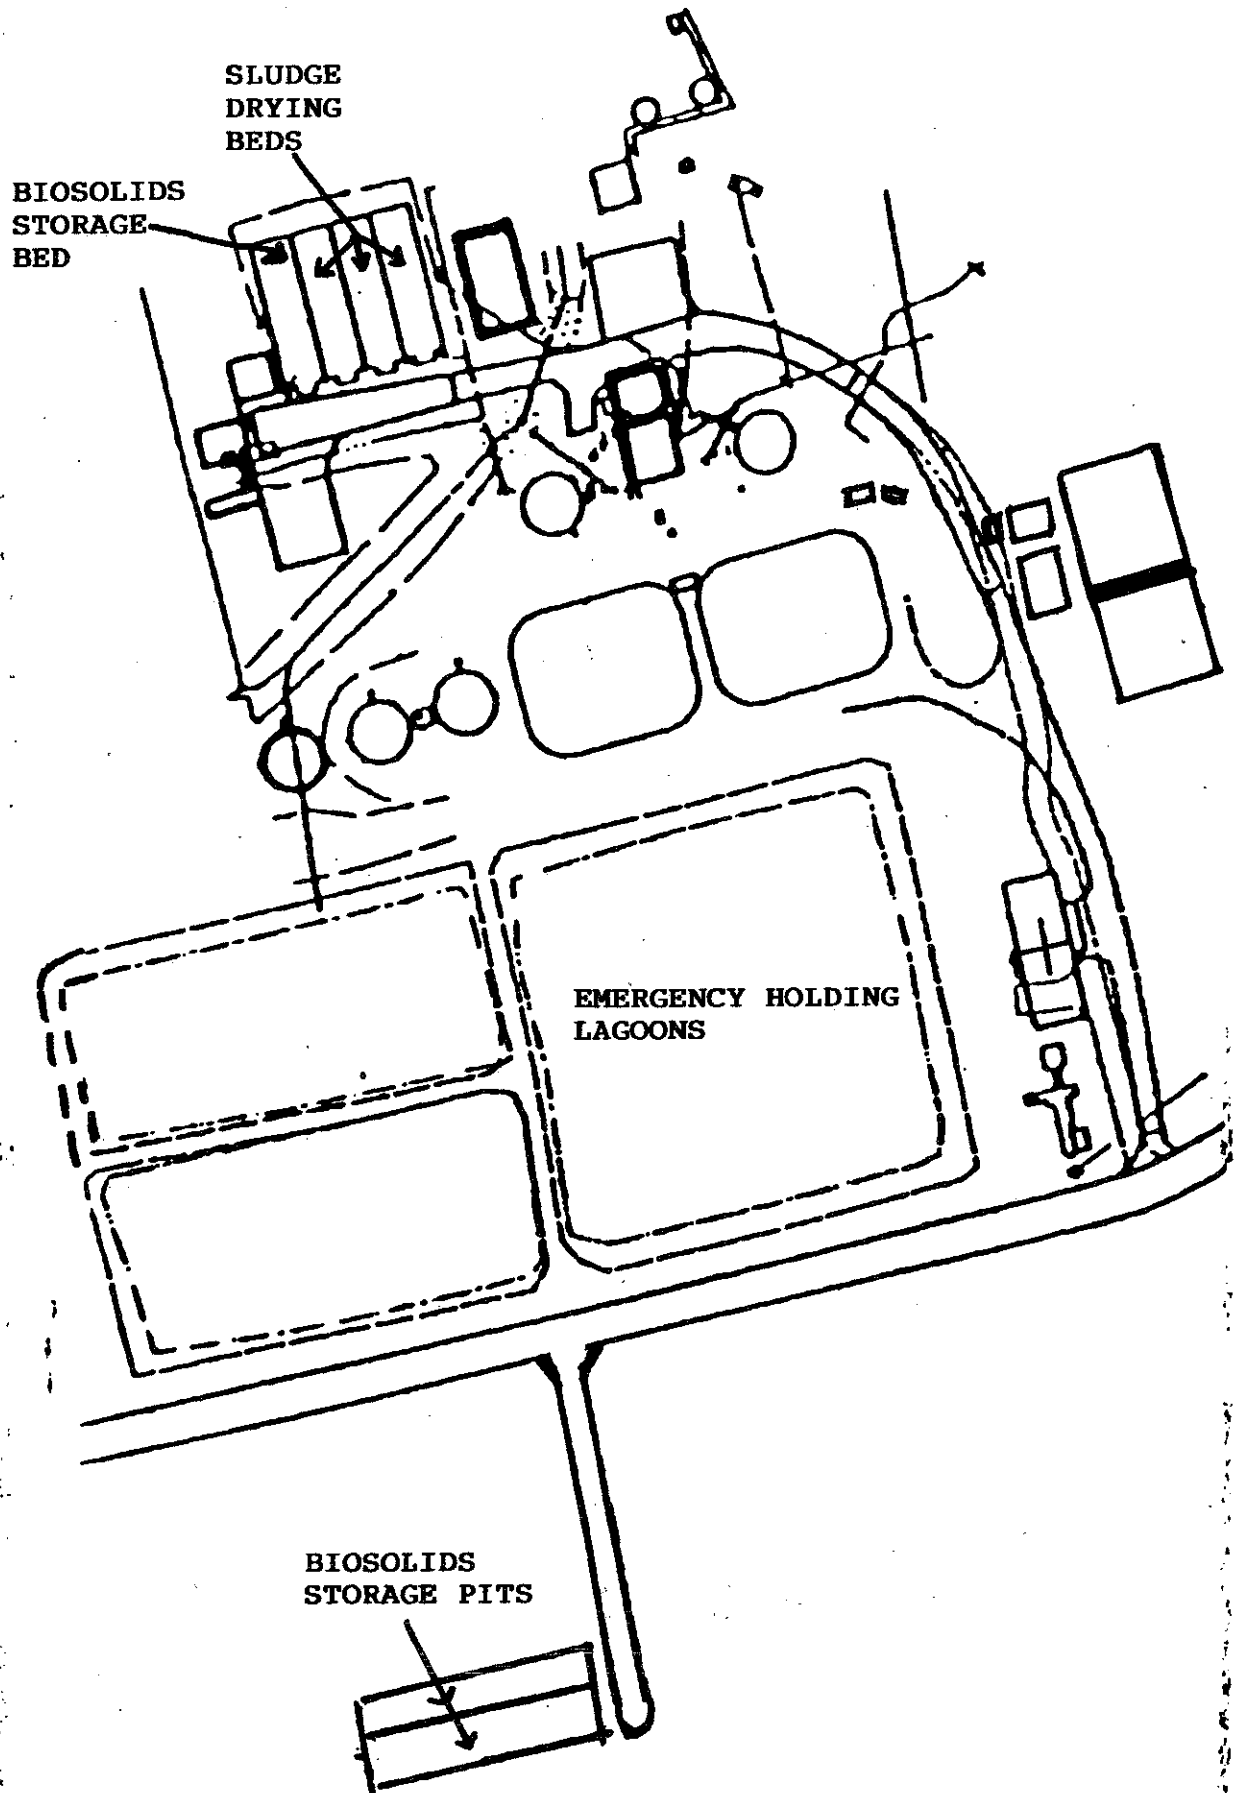 SLUDGE
DRYING
BEDS
BIOSOLIDS
STORAGE
BED
EMERGENCY HOLDING
LAGOONS
BIOSOLIDS
STORAGE PITS